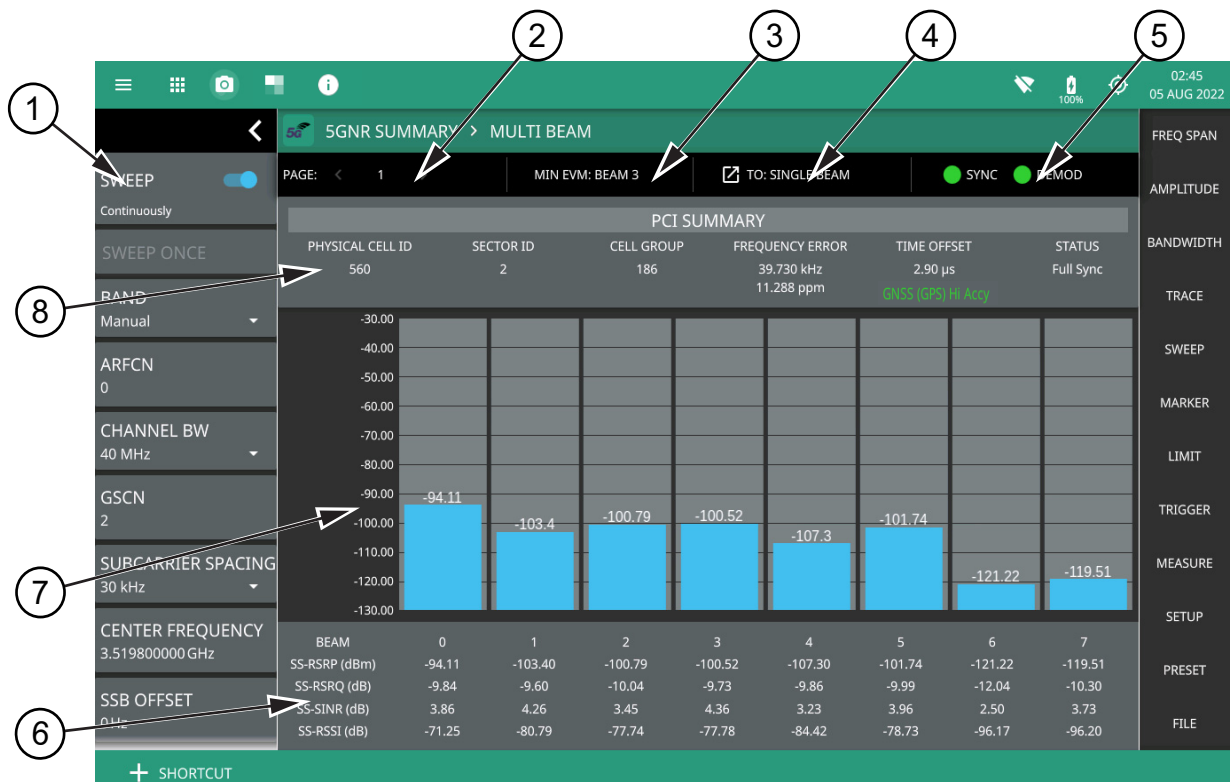 2
3
4
5
1
02:45
100%
05 AUG 2022
5G 5GNR SUMMARY > MULTI BEAM
FREQ SPAN
SWEEP
Continuously
PAGE: < 1
MIN EVM: BEAM 3
TO: SINGLE BEAM
SYNC
DEMOD
AMPLITUDE
SWEEP ONCE
PCI SUMMARY
PHYSICAL CELL ID SECTOR ID CELL GROUP FREQUENCY ERROR TIME OFFSET STATUS
560 2 186 39.730 kHz 2.90 µs Full Sync
11.288 ppm
GNSS (GPS) Hi Accy
BANDWIDTH
8
BAND
Manual
TRACE
ARFCN
0
SWEEP
CHANNEL BW
40 MHz
MARKER
GSCN
2
LIMIT
7
SUBCARRIER SPACING
30 kHz
TRIGGER
CENTER FREQUENCY
3.519800000 GHz
MEASURE
SSB OFFSET
0 Hz
SETUP
PRESET
FILE
-30.00
-40.00
-50.00
-60.00
-70.00
-80.00
-90.00
-100.00
-110.00
-120.00
-130.00
-94.11 -103.4 -100.79 -100.52 -107.3 -101.74 -121.22 -119.51
BEAM 0 1 2 3 4 5 6 7
SS-RSRP (dBm) -94.11 -103.40 -100.79 -100.52 -107.30 -101.74 -121.22 -119.51
SS-RSRQ (dB) -9.84 -9.60 -10.04 -9.73 -9.86 -9.99 -12.04 -10.30
SS-SINR (dB) 3.86 4.26 3.45 4.36 3.23 3.96 2.50 3.73
SS-RSSI (dB) -71.25 -80.79 -77.74 -77.78 -84.42 -78.73 -96.17 -96.20
6
+ SHORTCUT